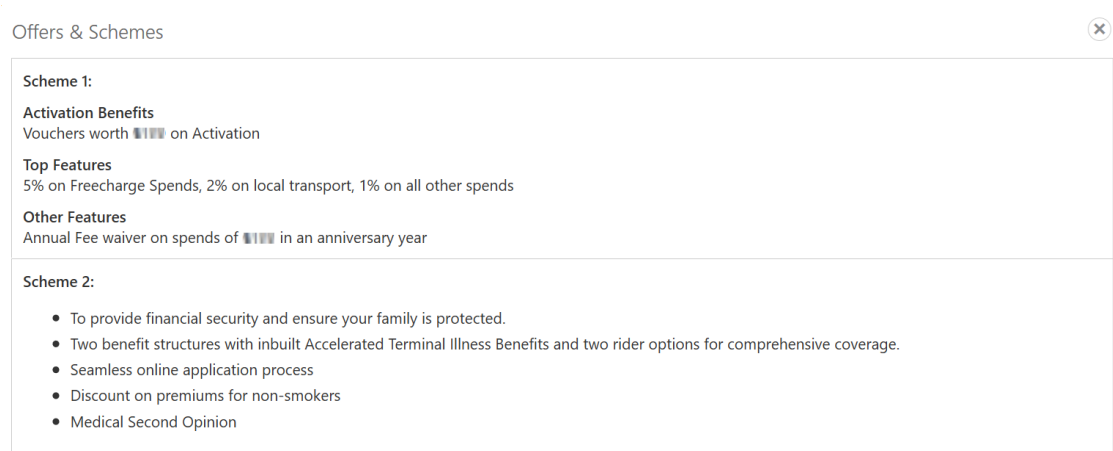 Offers & Schemes
Scheme 1:
Activation Benefits
Vouchers worth on Activation
Top Features
5% on Freecharge Spends, 2% on local transport, 1% on all other spends
Other Features
Annual Fee waiver on spends of in an anniversary year
Scheme 2:
To provide financial security and ensure your family is protected.
Two benefit structures with inbuilt Accelerated Terminal Illness Benefits and two rider options for comprehensive coverage.
Seamless online application process
Discount on premiums for non-smokers
Medical Second Opinion